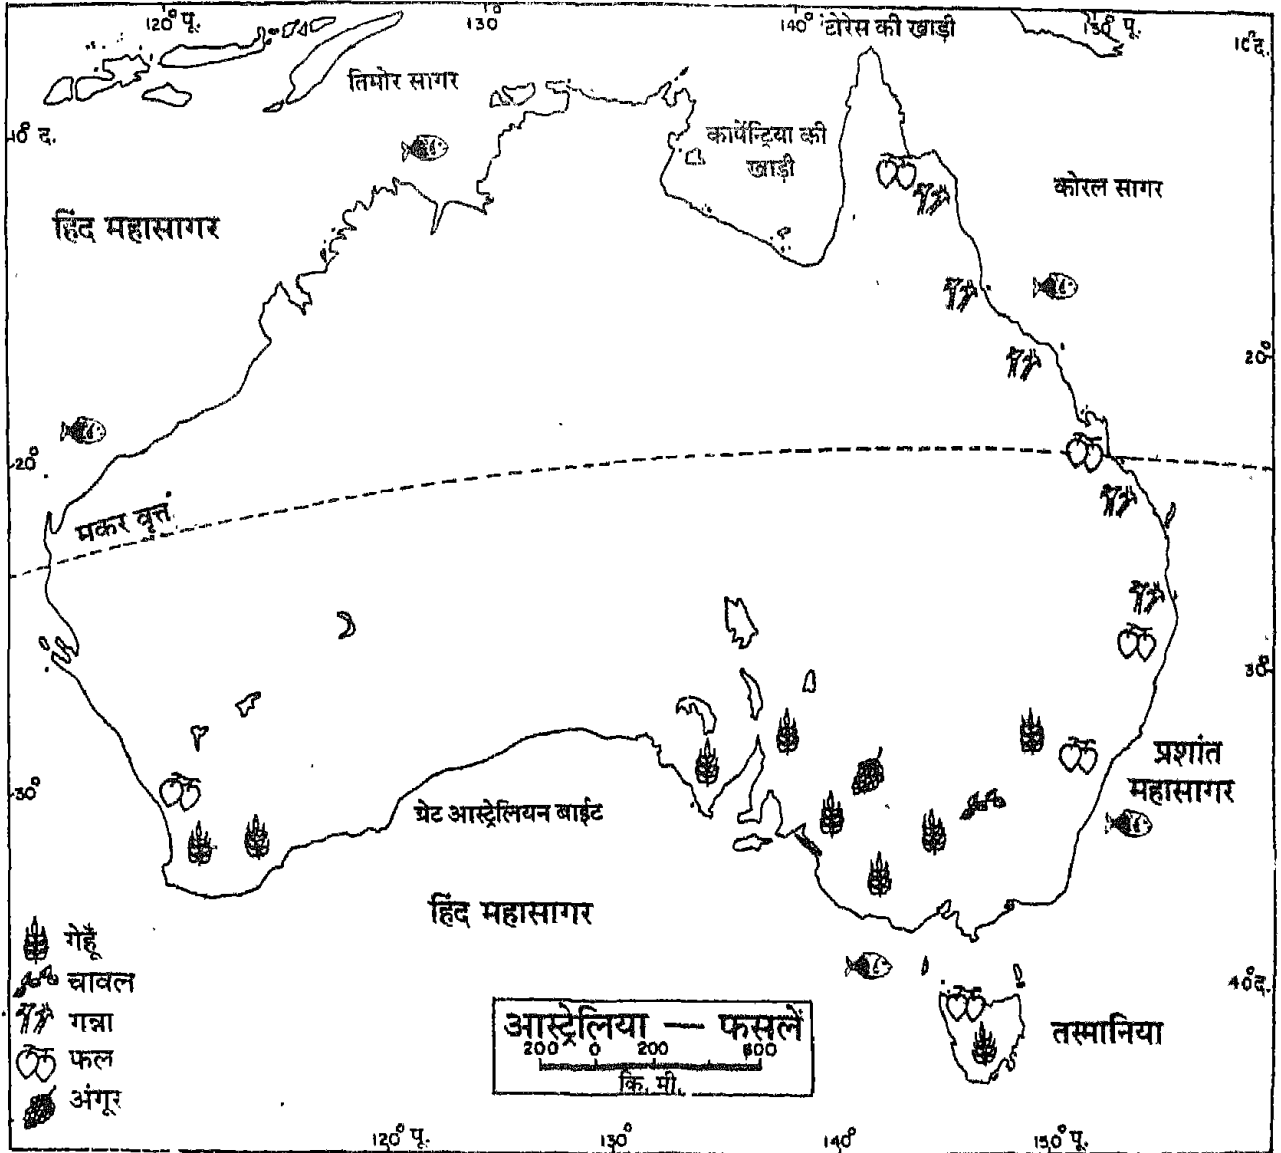 120° पू.
130
140°
टोरेस की खाड़ी
150° पू.
10° द.
तिमोर सागर
10° द.
कार्पेन्ट्रिया की
खाड़ी
कोरल सागर
हिंद महासागर
20°
20°
मकर वृत्त
30°
प्रशांत
महासागर
30°
ग्रेट आस्ट्रेलियन बाईट
हिंद महासागर
गेहूँ
चावल
गन्ना
फल
अंगूर
40° द.
आस्ट्रेलिया — फसलें
200 0 200 600
कि. मी.
तस्मानिया
120° पू.
130°
140°
150° पू.